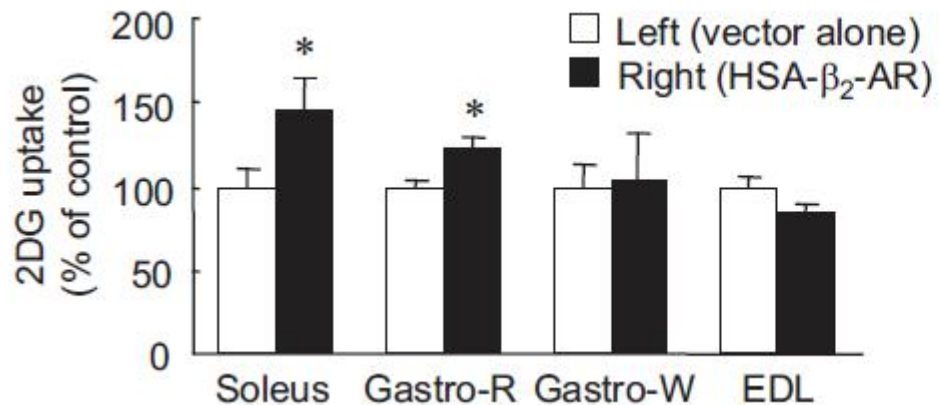 200
150
100
50
0
2DG uptake
(% of control)
* *
Left (vector alone)
Right (HSA-β₂-AR)
Soleus Gastro-R Gastro-W EDL